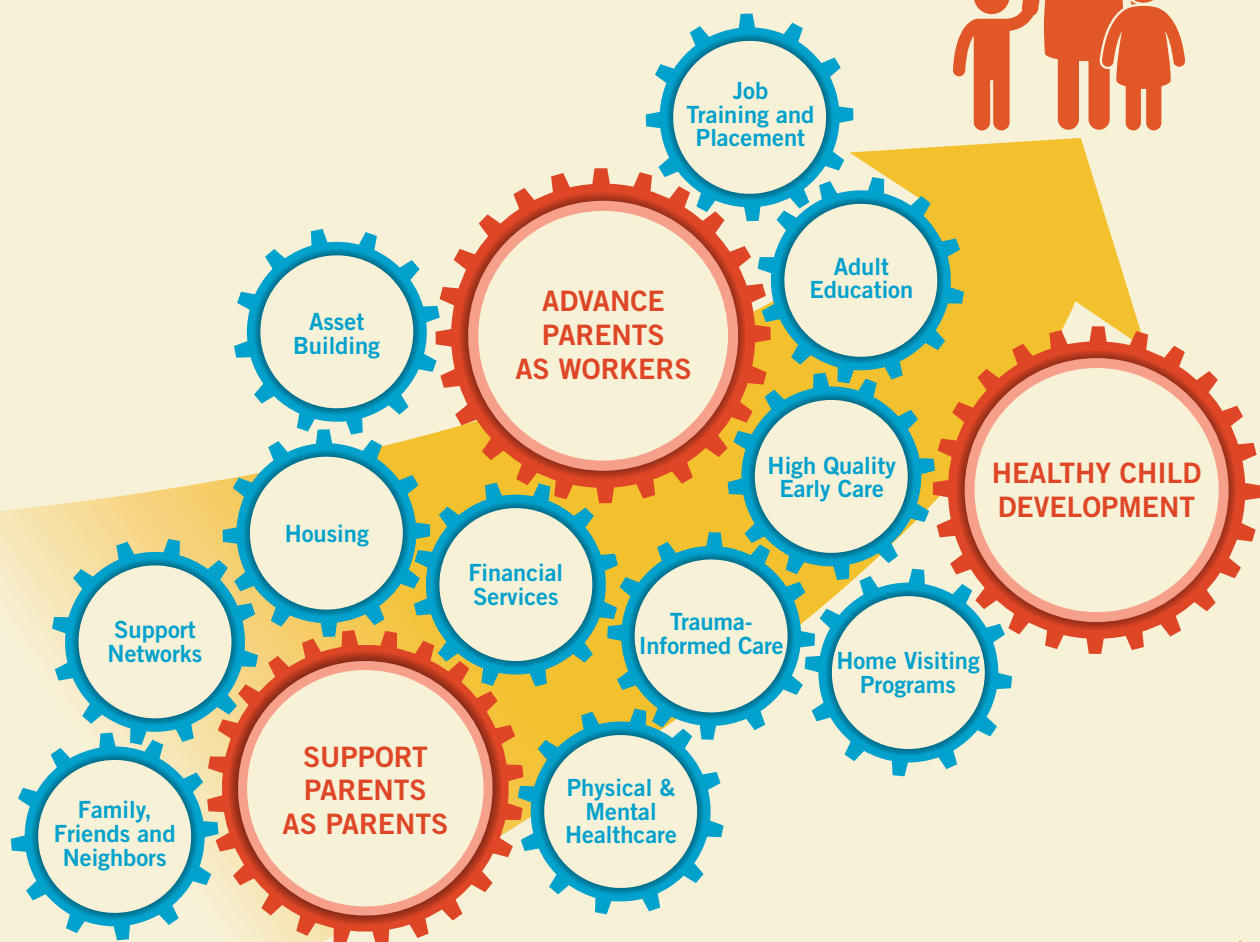 Job
Training and
Placement
Adult
Education
ADVANCE
PARENTS
AS WORKERS
Asset
Building
High Quality
Early Care
HEALTHY CHILD
DEVELOPMENT
Housing
Financial
Services
Trauma-
Informed Care
Support
Networks
Home Visiting
Programs
SUPPORT
PARENTS
AS PARENTS
Physical &
Mental
Healthcare
Family,
Friends and
Neighbors